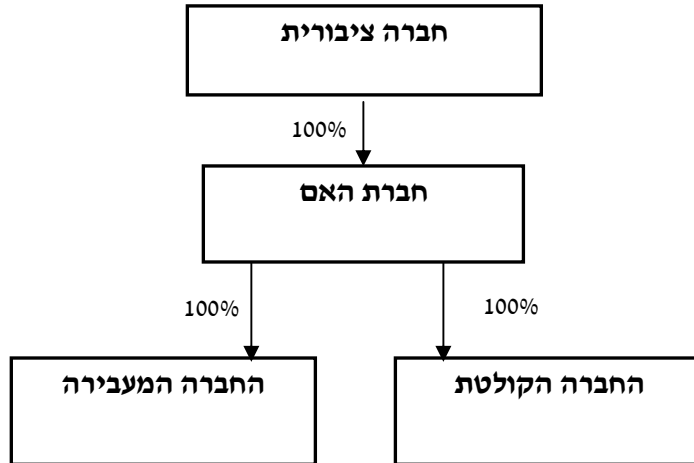 חברה ציבורית
100%
חברת האם
100%
100%
החברה הקולטת
החברה המעבירה